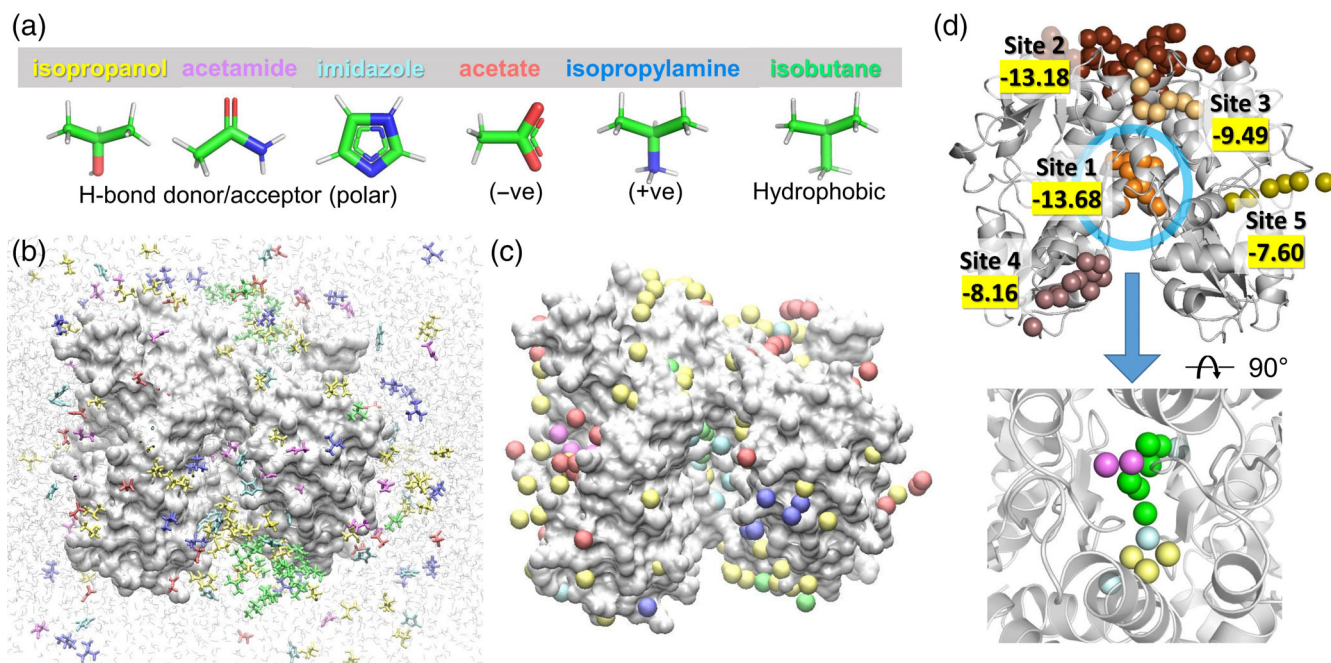 (a)
isopropanol acetamide imidazole acetate isopropylamine isobutane
H-bond donor/acceptor (polar) (–ve) (+ve) Hydrophobic
(b)
(c)
(d)
Site 2
-13.18
Site 3
-9.49
Site 1
-13.68
Site 5
-7.60
Site 4
-8.16
90°